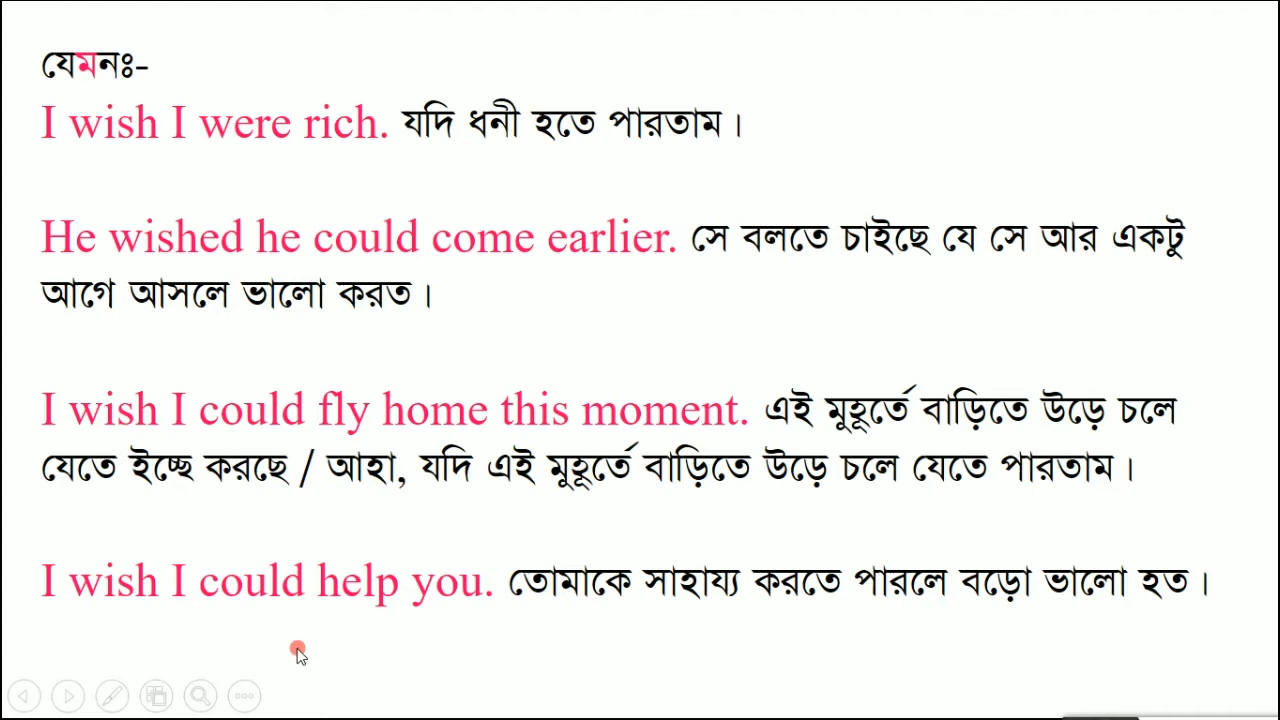 যেমনঃ-
I wish I were rich. যদি ধনী হতে পারতাম।
He wished he could come earlier. সে বলতে চাইছে যে সে আর একটু
আগে আসলে ভালো করত।
I wish I could fly home this moment. এই মুহূর্তে বাড়িতে উড়ে চলে
যেতে ইচ্ছে করছে / আহা, যদি এই মুহূর্তে বাড়িতে উড়ে চলে যেতে পারতাম।
I wish I could help you. তোমাকে সাহায্য করতে পারলে বড়ো ভালো হত।